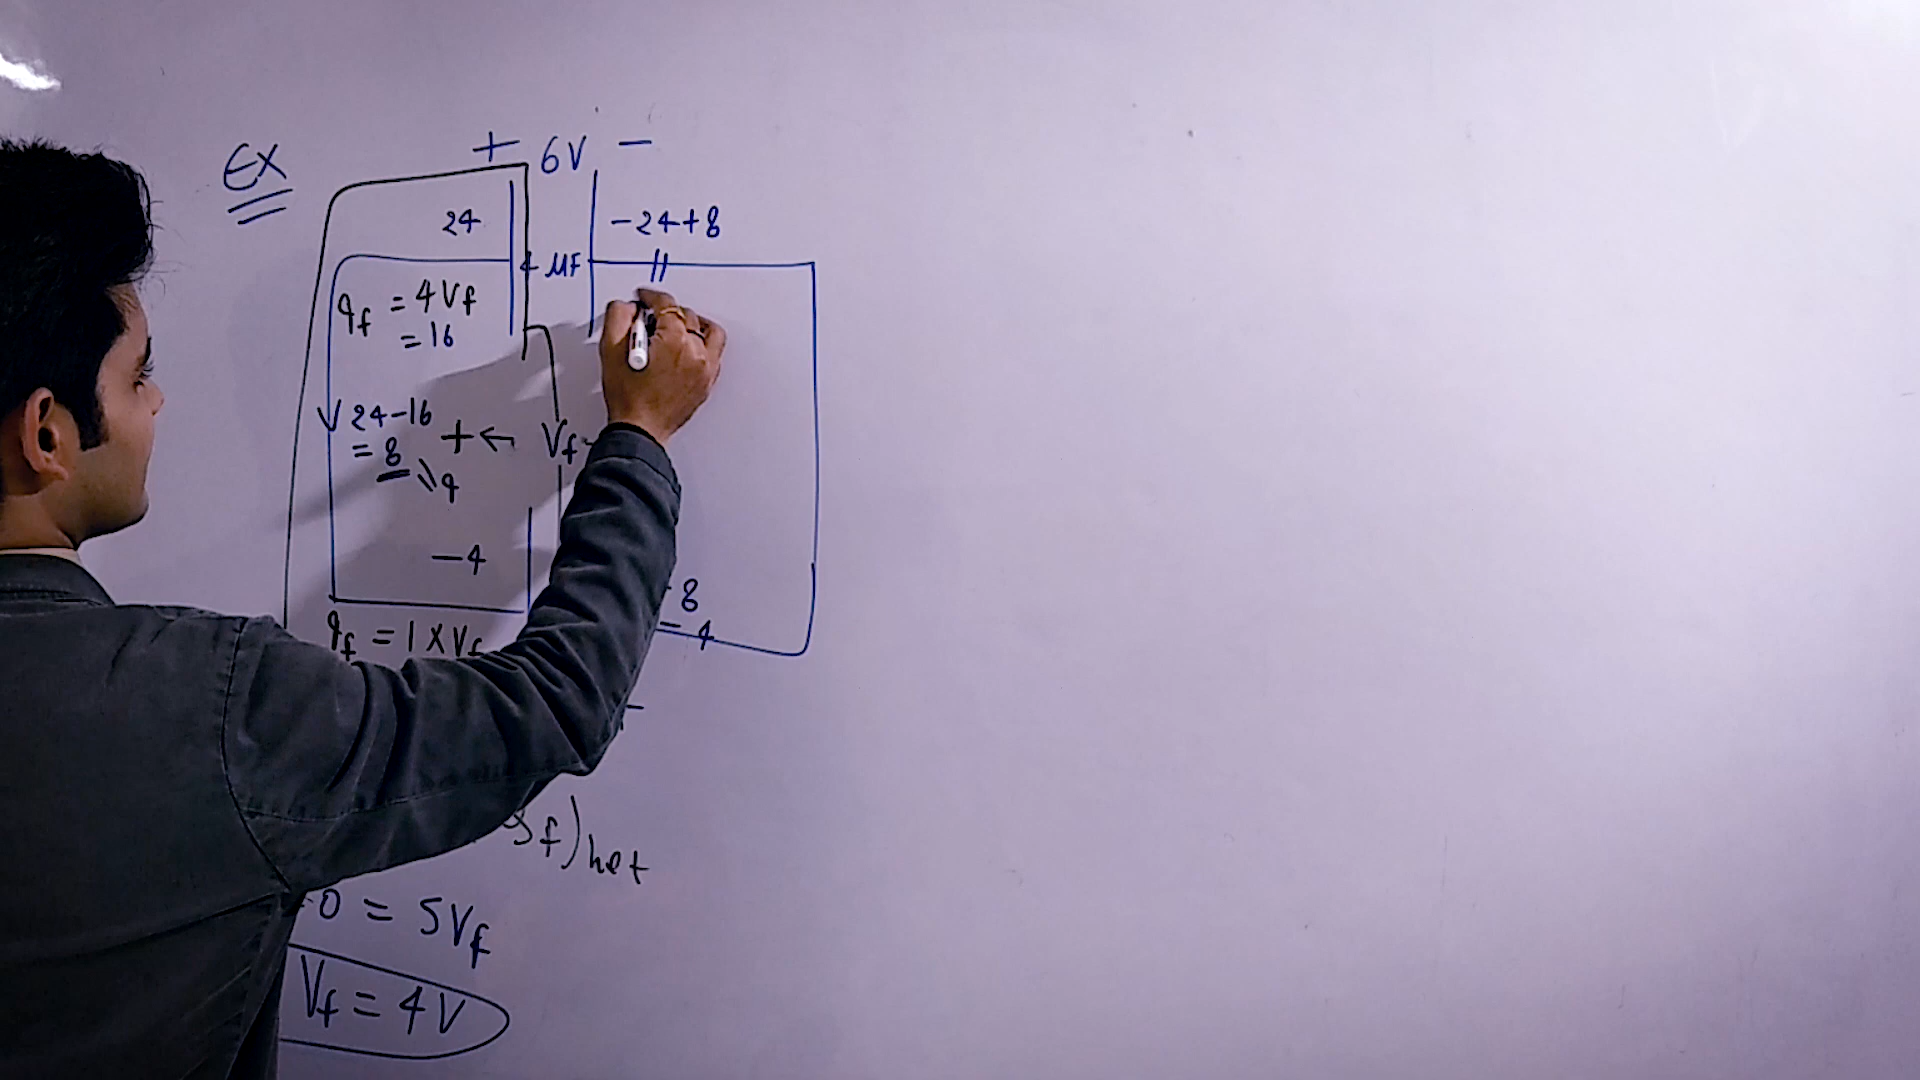 EX
+ 6V -
24
-24+8
4 MF
qf = 4Vf
= 16
24-16
= 8
+ ← Vf
q
-4
8
- 4
qf = 1 X Vf
f) net
0 = 5Vf
Vf = 4V